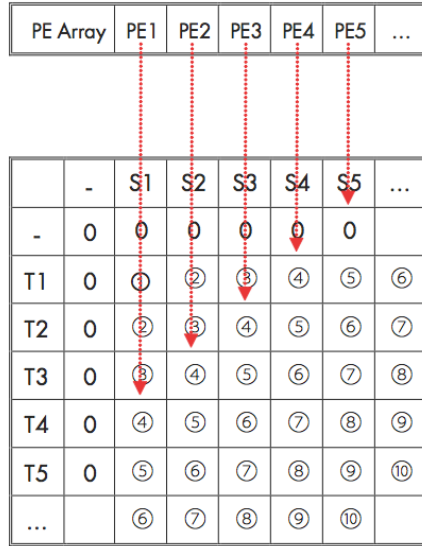 PE Array PE1 PE2 PE3 PE4 PE5 ...
- S1 S2 S3 S4 S5 ...
- 0 0 0 0 0 0
T1 0 ① ② ③ ④ ⑤ ⑥
T2 0 ② ③ ④ ⑤ ⑥ ⑦
T3 0 ③ ④ ⑤ ⑥ ⑦ ⑧
T4 0 ④ ⑤ ⑥ ⑦ ⑧ ⑨
T5 0 ⑤ ⑥ ⑦ ⑧ ⑨ ⑩
... ⑥ ⑦ ⑧ ⑨ ⑩